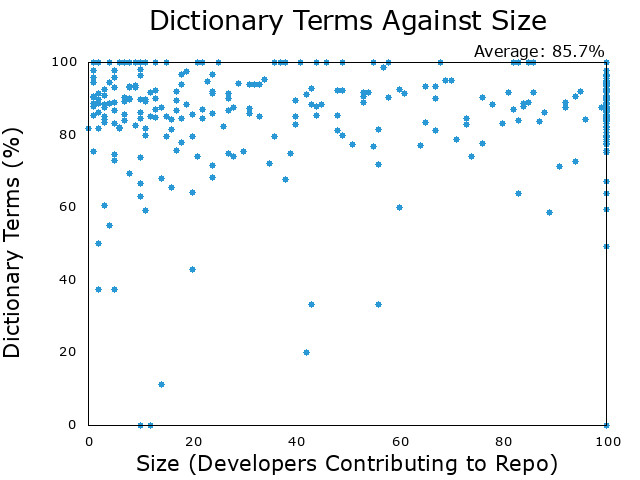 Dictionary Terms Against Size
Average: 85.7%
Dictionary Terms (%)
100
80
60
40
20
0
0 20 40 60 80 100
Size (Developers Contributing to Repo)